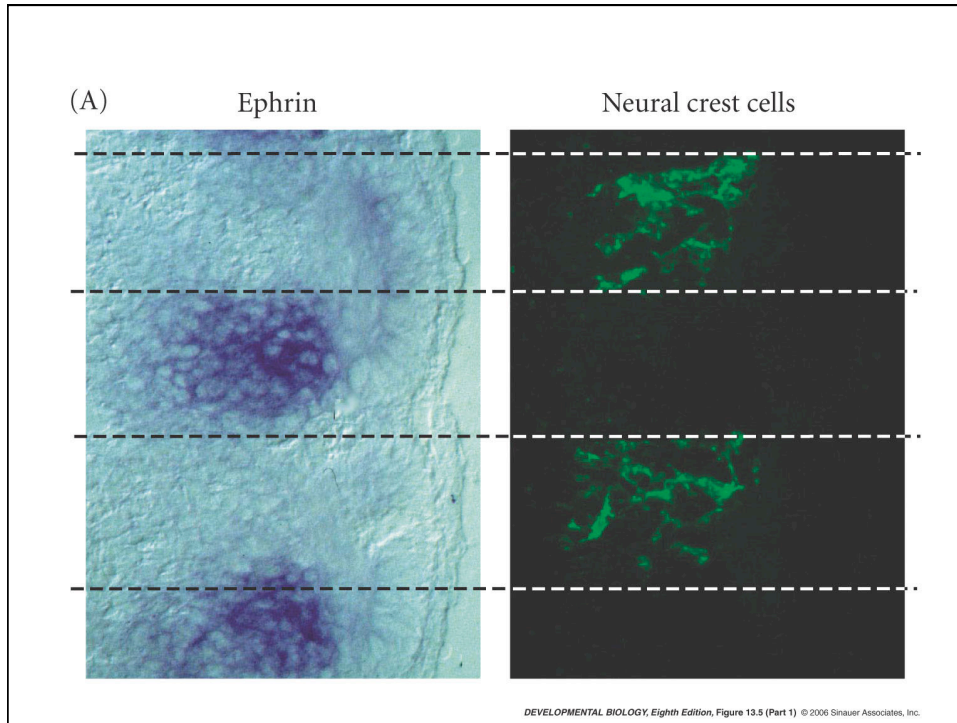 (A) Ephrin Neural crest cells
DEVELOPMENTAL BIOLOGY, Eighth Edition, Figure 13.5 (Part 1) © 2006 Sinauer Associates, Inc.